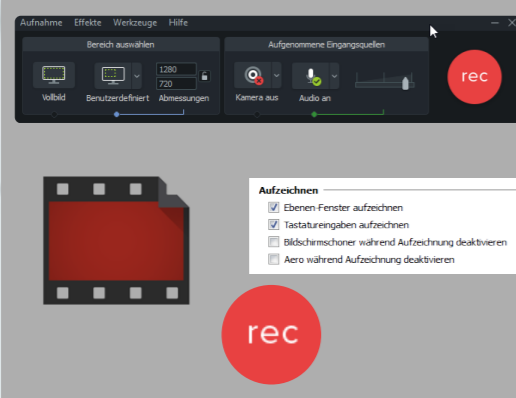 Aufnahme Effekte Werkzeuge Hilfe
Bereich auswählen
Aufgenommene Eingangsquellen
1280
720
rec
Vollbild Benutzerdefiniert Abmessungen
Kamera aus Audio an
Aufzeichnen
Ebenen-Fenster aufzeichnen
Tastatureingaben aufzeichnen
Bildschirmschoner während Aufzeichnung deaktivieren
Aero während Aufzeichnung deaktivieren
rec